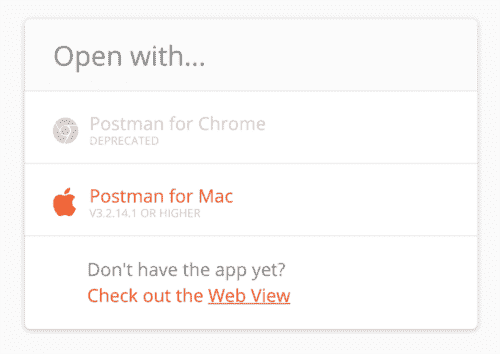 Open with...
Postman for Chrome
DEPRECATED
Postman for Mac
V3.2.14.1 OR HIGHER
Don't have the app yet?
Check out the Web View